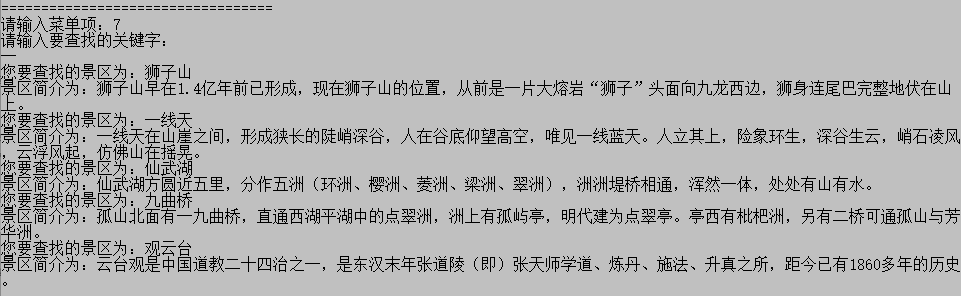 ==================================
请输入菜单项：7
请输入要查找的关键字：
一
您要查找的景区为：狮子山
景区简介为：狮子山早在1.4亿年前已形成，现在狮子山的位置，从前是一片大熔岩“狮子”头面向九龙西边，狮身连尾巴完整地伏在山
上。
您要查找的景区为：一线天
景区简介为：一线天在山崖之间，形成狭长的陡峭深谷，人在谷底仰望高空，唯见一线蓝天。人立其上，险象环生，深谷生云，峭石凌风
，云浮风起，仿佛山在摇晃。
您要查找的景区为：仙武湖
景区简介为：仙武湖方圆近五里，分作五洲（环洲、樱洲、菱洲、梁洲、翠洲），洲洲堤桥相通，浑然一体，处处有山有水。
您要查找的景区为：九曲桥
景区简介为：孤山北面有一九曲桥，直通西湖平湖中的点翠洲，洲上有孤屿亭，明代建为点翠亭。亭西有枇杷洲，另有二桥可通孤山与芳
华洲。
您要查找的景区为：观云台
景区简介为：云台观是中国道教二十四治之一，是东汉末年张道陵（即）张天师学道、炼丹、施法、升真之所，距今已有1860多年的历史
。